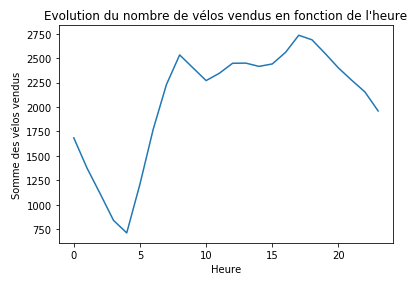 Evolution du nombre de vélos vendus en fonction de l'heure
Somme des vélos vendus
2750
2500
2250
2000
1750
1500
1250
1000
750
0 5 10 15 20
Heure